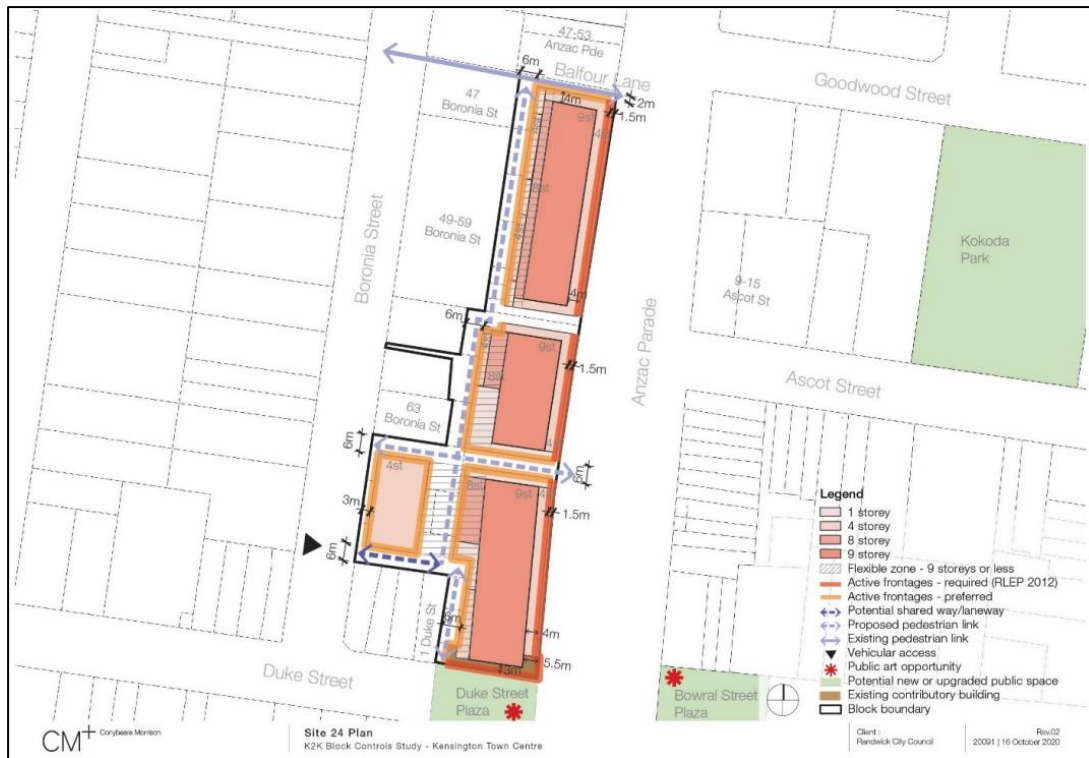 47-53
Anzac Pde
6m
Balfour Lane
Goodwood Street
14m
2m
9st
1.5m
4m
47
Boronia St
8st
49-59
Boronia St
Boronia Street
Kokoda
Park
9-15
Ascot St
4m
6m
9st
1.5m
Anzac Parade
8st
Ascot Street
63
Boronia St
6m
4st
4st
6m
8st
9st
4m
3m
1.5m
6m
1 Duke St
6m
4m
5.5m
13m
Duke Street
Duke Street
Plaza
Bowral Street
Plaza
Legend
1 storey
4 storey
8 storey
9 storey
Flexible zone - 9 storeys or less
Active frontages - required (RLEP 2012)
Active frontages - preferred
Potential shared way/laneway
Proposed pedestrian link
Existing pedestrian link
Vehicular access
Public art opportunity
Potential new or upgraded public space
Existing contributory building
Block boundary
CM+ Conybeare Morrison
Site 24 Plan
K2K Block Controls Study - Kensington Town Centre
Client :
Randwick City Council
Rev.02
20091 | 16 October 2020